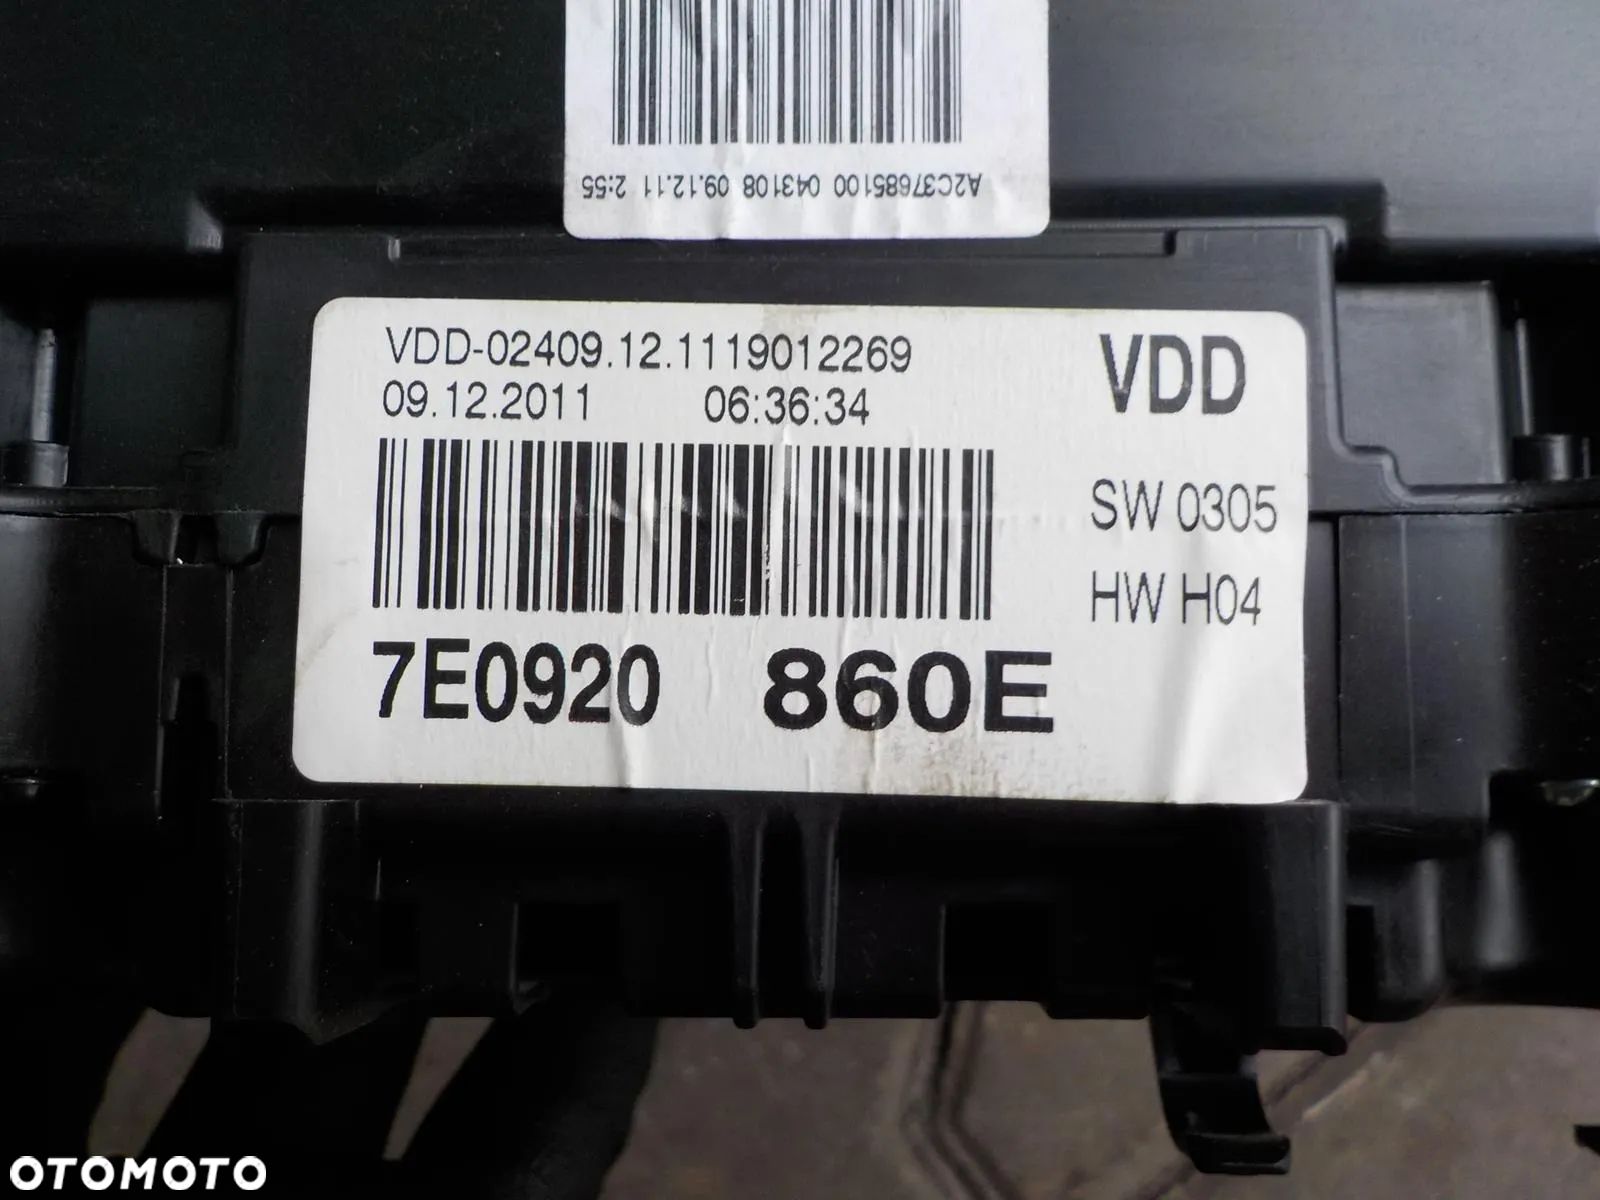 A2C37685100 043108 09.12.11 2:55
VDD-02409.12.1119012269
09.12.2011 06:36:34
VDD
SW 0305
HW H04
7E0920 860E
OTOMOTO